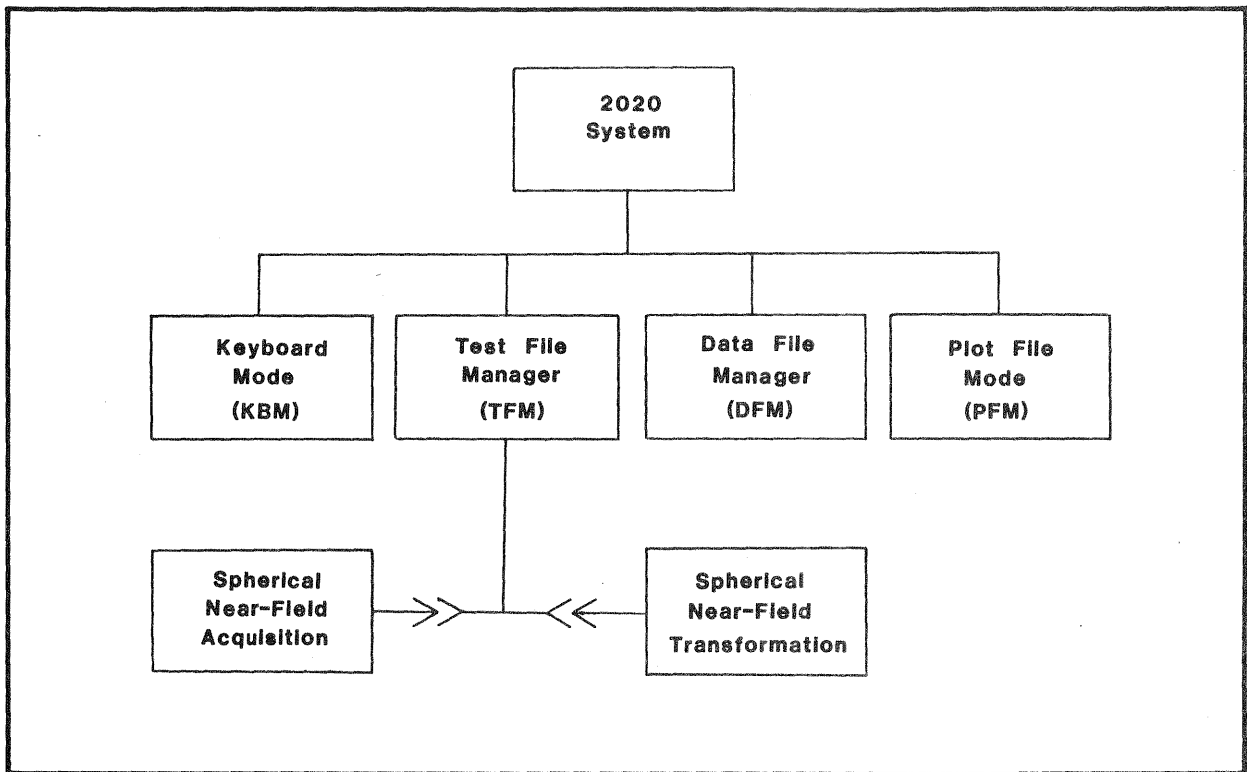 2020
System
Keyboard
Mode
(KBM)
Test File
Manager
(TFM)
Data File
Manager
(DFM)
Plot File
Mode
(PFM)
Spherical
Near-Field
Acquisition
Spherical
Near-Field
Transformation